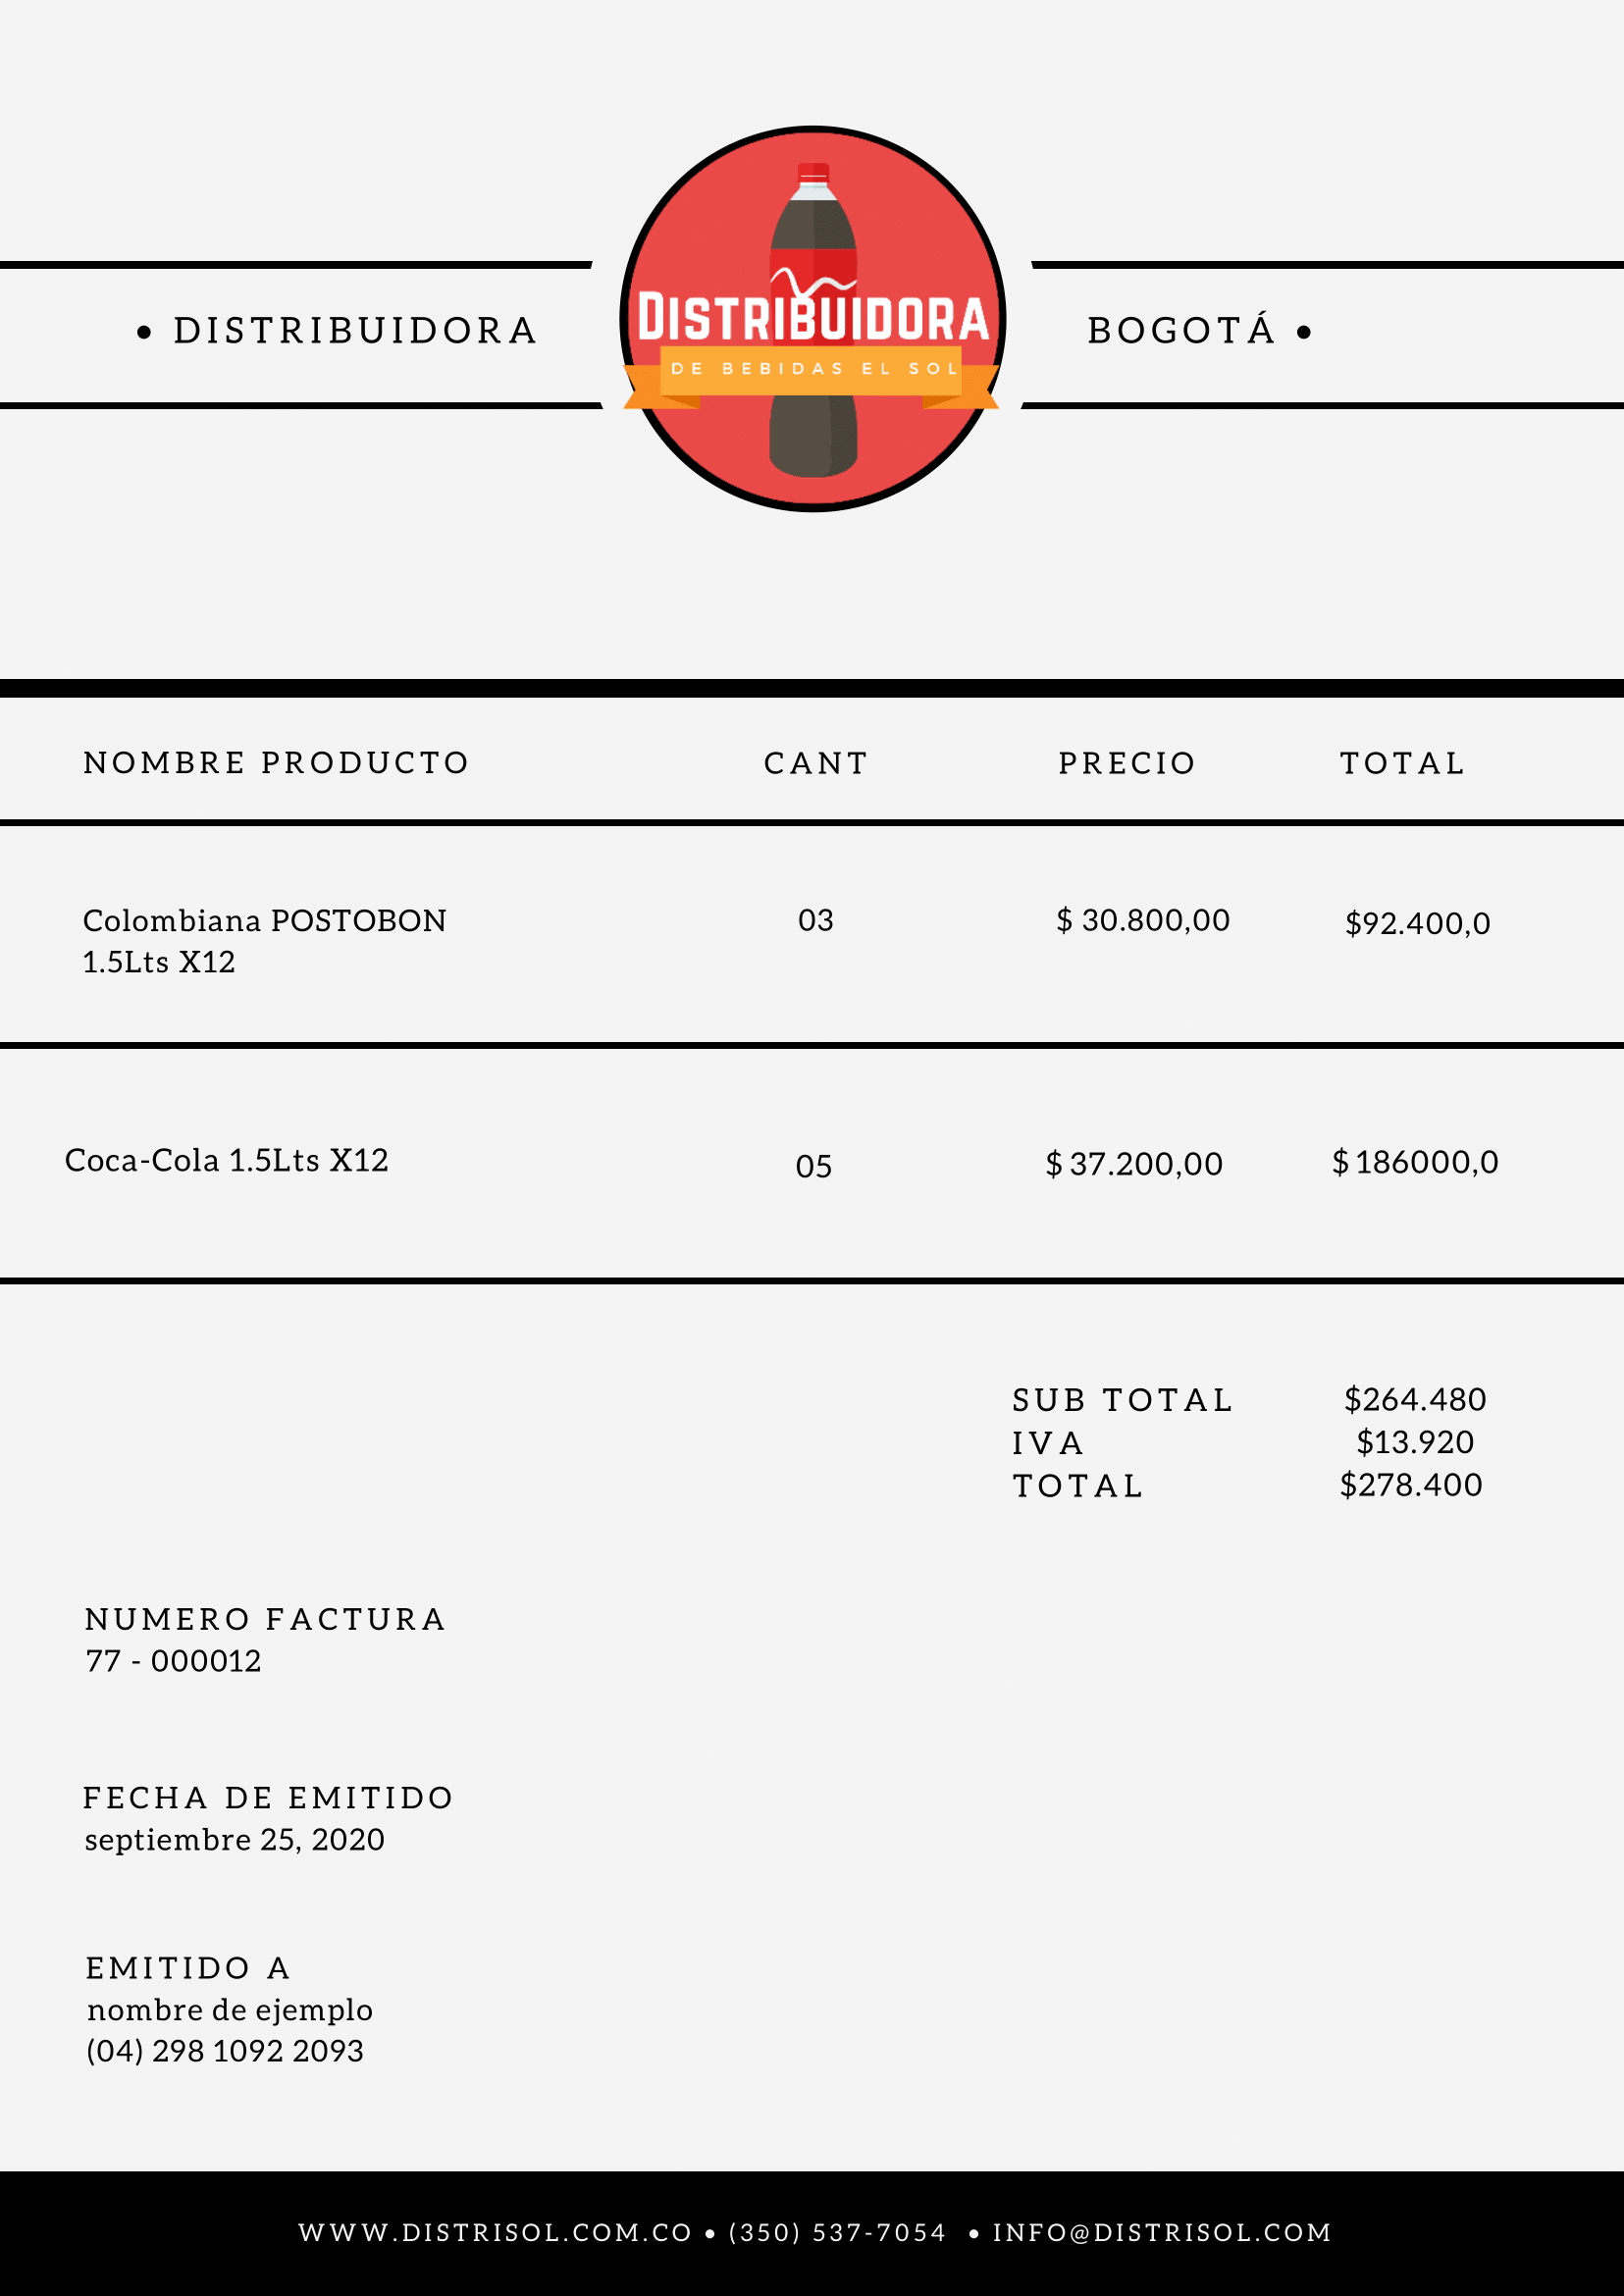 • DISTRIBUIDORA
DISTRIBUIDORA
DE BEBIDAS EL SOL
BOGOTÁ •
NOMBRE PRODUCTO CANT PRECIO TOTAL
Colombiana POSTOBON 03 $ 30.800,00 $92.400,0
1.5Lts X12
Coca-Cola 1.5Lts X12 05 $ 37.200,00 $ 186000,0
SUB TOTAL $264.480
IVA $13.920
TOTAL $278.400
NUMERO FACTURA
77 - 000012
FECHA DE EMITIDO
septiembre 25, 2020
EMITIDO A
nombre de ejemplo
(04) 298 1092 2093
WWW.DISTRISOL.COM.CO • (350) 537-7054 • INFO@DISTRISOL.COM